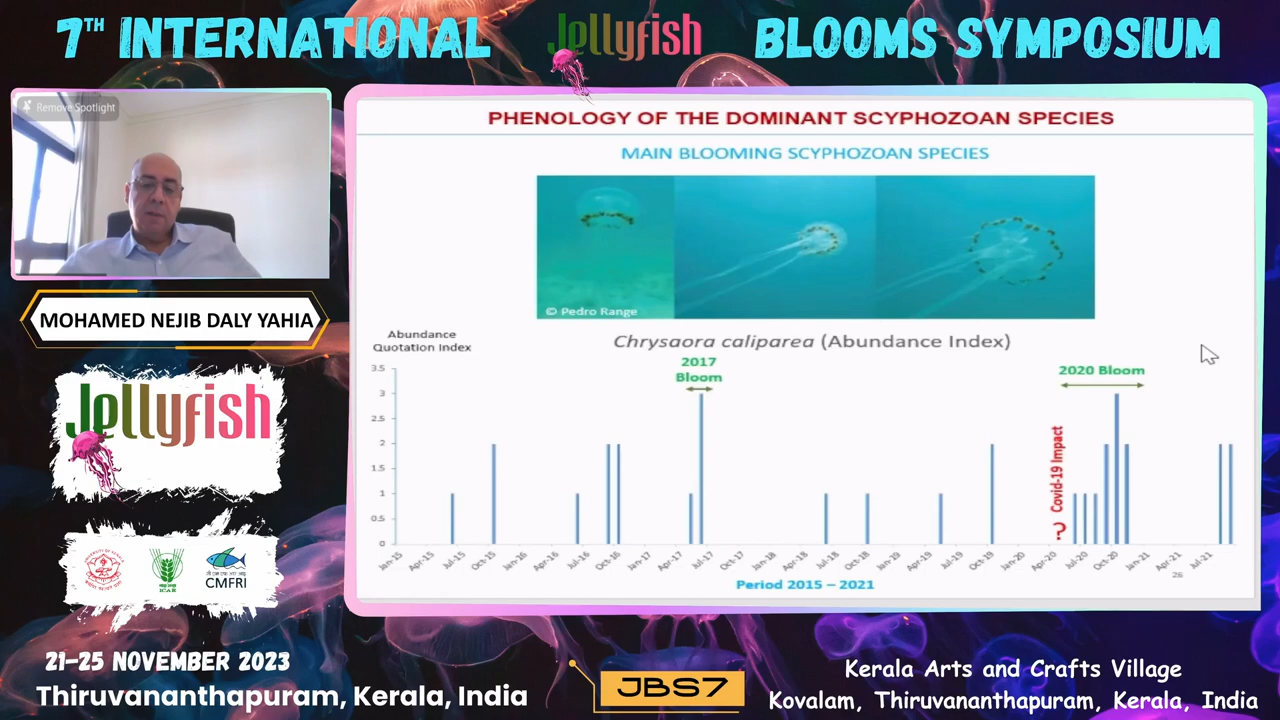 7TH INTERNATIONAL Jellyfish BLOOMS SYMPOSIUM
Remove Spotlight
MOHAMED NEJIB DALY YAHIA
Jellyfish
ICAR
CMFRI
21-25 NOVEMBER 2023
Thiruvananthapuram, Kerala, India
PHENOLOGY OF THE DOMINANT SCYPHOZOAN SPECIES
MAIN BLOOMING SCYPHOZOAN SPECIES
© Pedro Range
Abundance
Quotation Index
Chrysaora caliparea (Abundance Index)
2017
Bloom
2020 Bloom
Covid-19 Impact
?
3.5
3
2.5
2
1.5
1
0.5
0
Jan-15 Apr-15 Jul-15 Oct-15 Jan-16 Apr-16 Jul-16 Oct-16 Jan-17 Apr-17 Jul-17 Oct-17 Jan-18 Apr-18 Jul-18 Oct-18 Jan-19 Apr-19 Jul-19 Oct-19 Jan-20 Apr-20 Jul-20 Oct-20 Jan-21 Apr-21 Jul-21
26
Period 2015 – 2021
JBS7
Kerala Arts and Crafts Village
Kovalam, Thiruvananthapuram, Kerala, India